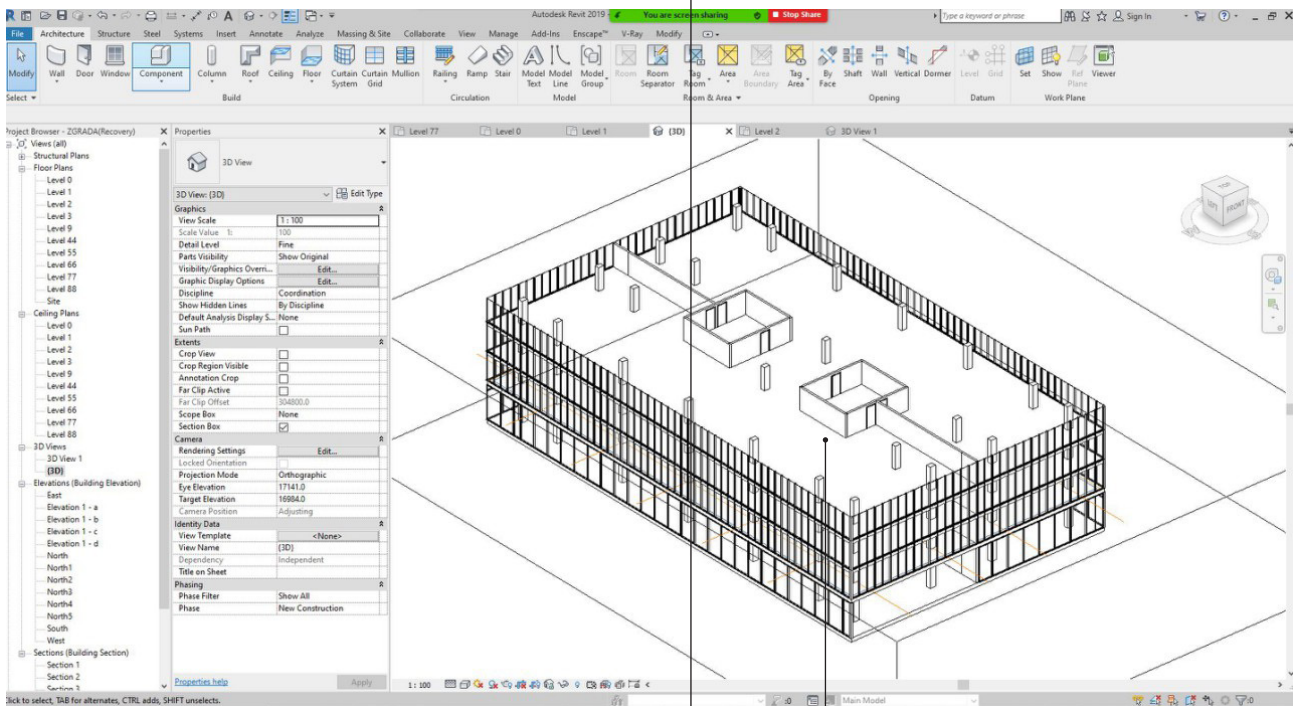 Autodesk Revit 2019 -
You are screen sharing
Stop Share
Type a keyword or phrase
Sign In
File Architecture Structure Steel Systems Insert Annotate Analyze Massing & Site Collaborate View Manage Add-Ins Enscape™ V-Ray Modify
Modify Wall Door Window Component Column Roof Ceiling Floor Curtain System Curtain Grid Mullion Railing Ramp Stair Model Text Model Line Model Group Room Room Separator Tag Room Area Area Boundary Tag Area By Face Shaft Wall Vertical Dormer Level Grid Set Show Ref Plane Viewer
Select Build Circulation Model Room & Area Opening Datum Work Plane
Project Browser - ZGRADA(Recovery)
Views (all)
Structural Plans
Floor Plans
Level 0
Level 1
Level 2
Level 3
Level 9
Level 44
Level 55
Level 66
Level 77
Level 88
Site
Ceiling Plans
Level 0
Level 1
Level 2
Level 3
Level 9
Level 44
Level 55
Level 66
Level 77
Level 88
3D Views
3D View 1
{3D}
Elevations (Building Elevation)
East
Elevation 1 - a
Elevation 1 - b
Elevation 1 - c
Elevation 1 - d
North
North1
North2
North3
North4
North5
South
West
Sections (Building Section)
Section 1
Section 2
Section 3
Properties
3D View
3D View: {3D} Edit Type
Graphics
View Scale 1 : 100
Scale Value 1: 100
Detail Level Fine
Parts Visibility Show Original
Visibility/Graphics Overri... Edit...
Graphic Display Options Edit...
Discipline Coordination
Show Hidden Lines By Discipline
Default Analysis Display S... None
Sun Path
Extents
Crop View
Crop Region Visible
Annotation Crop
Far Clip Active
Far Clip Offset 304800.0
Scope Box None
Section Box
Camera
Rendering Settings Edit...
Locked Orientation
Projection Mode Orthographic
Eye Elevation 17141.0
Target Elevation 16984.0
Camera Position Adjusting
Identity Data
View Template <None>
View Name {3D}
Dependency Independent
Title on Sheet
Phasing
Phase Filter Show All
Phase New Construction
Properties help Apply
Level 77 Level 0 Level 1 {3D} Level 2 3D View 1
TOP
LEFT FRONT
1 : 100
Click to select, TAB for alternates, CTRL adds, SHIFT unselects.
:0 Main Model :0